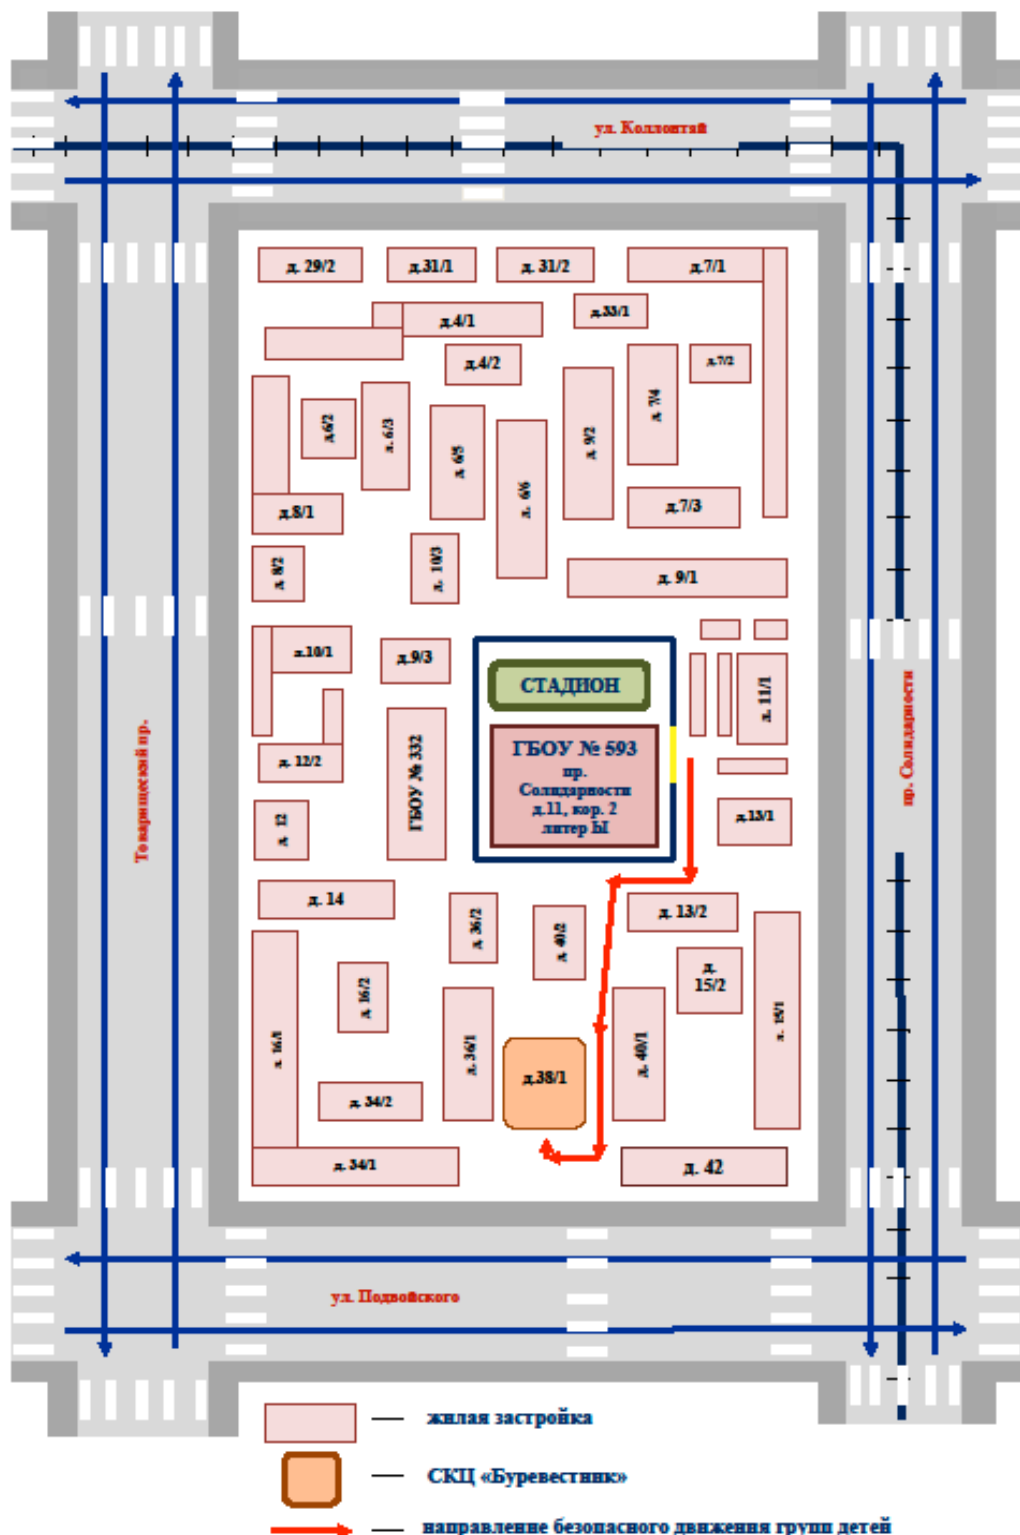 ул. Коллонтай
д. 29/2
д.31/1
д. 31/2
д.7/1
д.33/1
д.4/1
д.4/2
д.7/2
д.6/2
д. 6/3
д. 6/5
д. 6/6
д. 9/2
д. 7/4
д.8/1
д.7/3
д. 8/2
д. 10/3
д. 9/1
д.10/1
д.9/3
СТАДИОН
д. 11/1
пр. Солидарности
Товарищеский пр.
д. 12/2
ГБОУ № 332
ГБОУ № 593
пр.
Солидарности
д.11, кор. 2
литер Ы
д. 12
д.13/1
д. 14
д. 36/2
д. 40/2
д. 13/2
д. 16/2
д.
15/2
д. 16/1
д. 36/1
д.38/1
д. 40/1
д. 15/1
д. 34/2
д. 34/1
д. 42
ул. Подвойского
жилая застройка
СКЦ «Буревестник»
направление безопасного движения групп детей